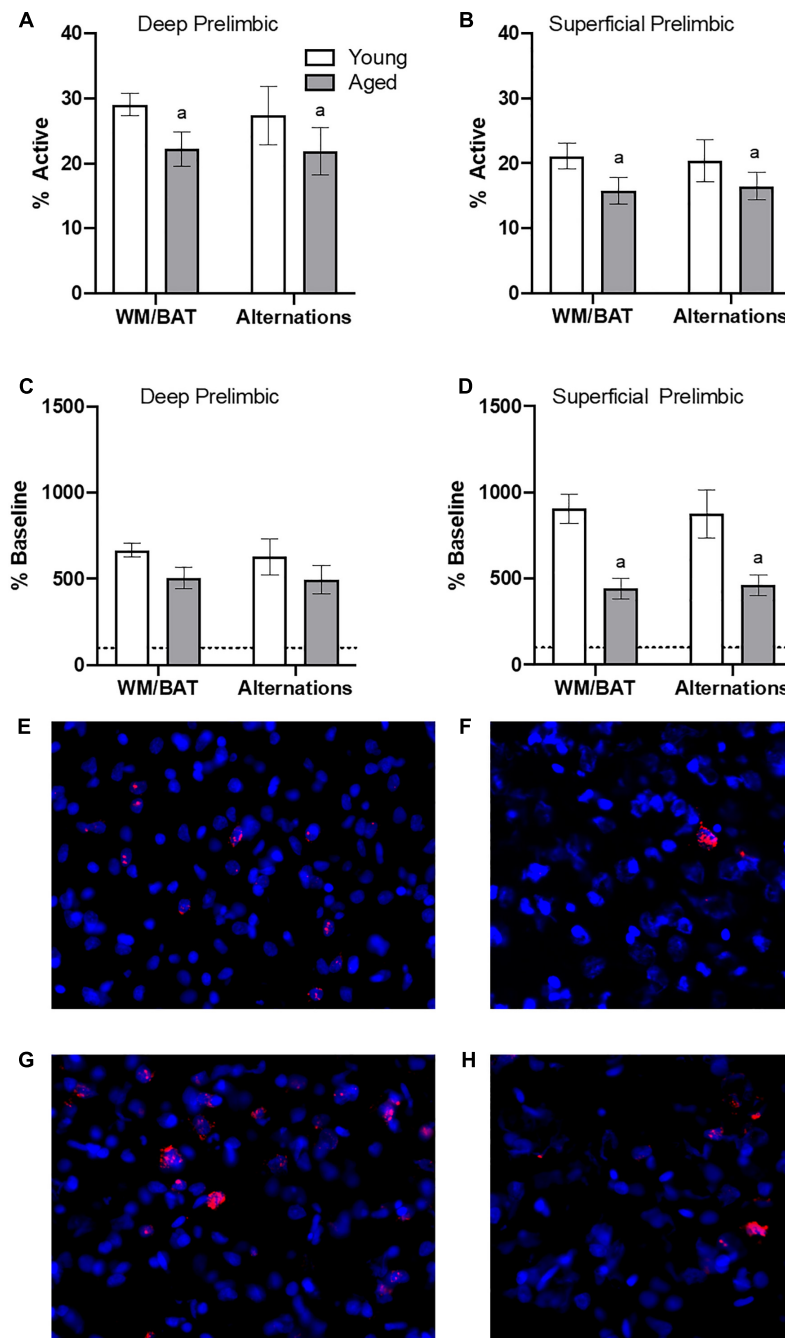 A
Deep Prelimbic
% Active
40
30
20
10
0
Young
Aged
a
a
WM/BAT
Alternations
B
Superficial Prelimbic
% Active
40
30
20
10
0
a
a
WM/BAT
Alternations
C
Deep Prelimbic
% Baseline
1500
1000
500
0
WM/BAT
Alternations
D
Superficial Prelimbic
% Baseline
1500
1000
500
0
a
a
WM/BAT
Alternations
E
F
G
H